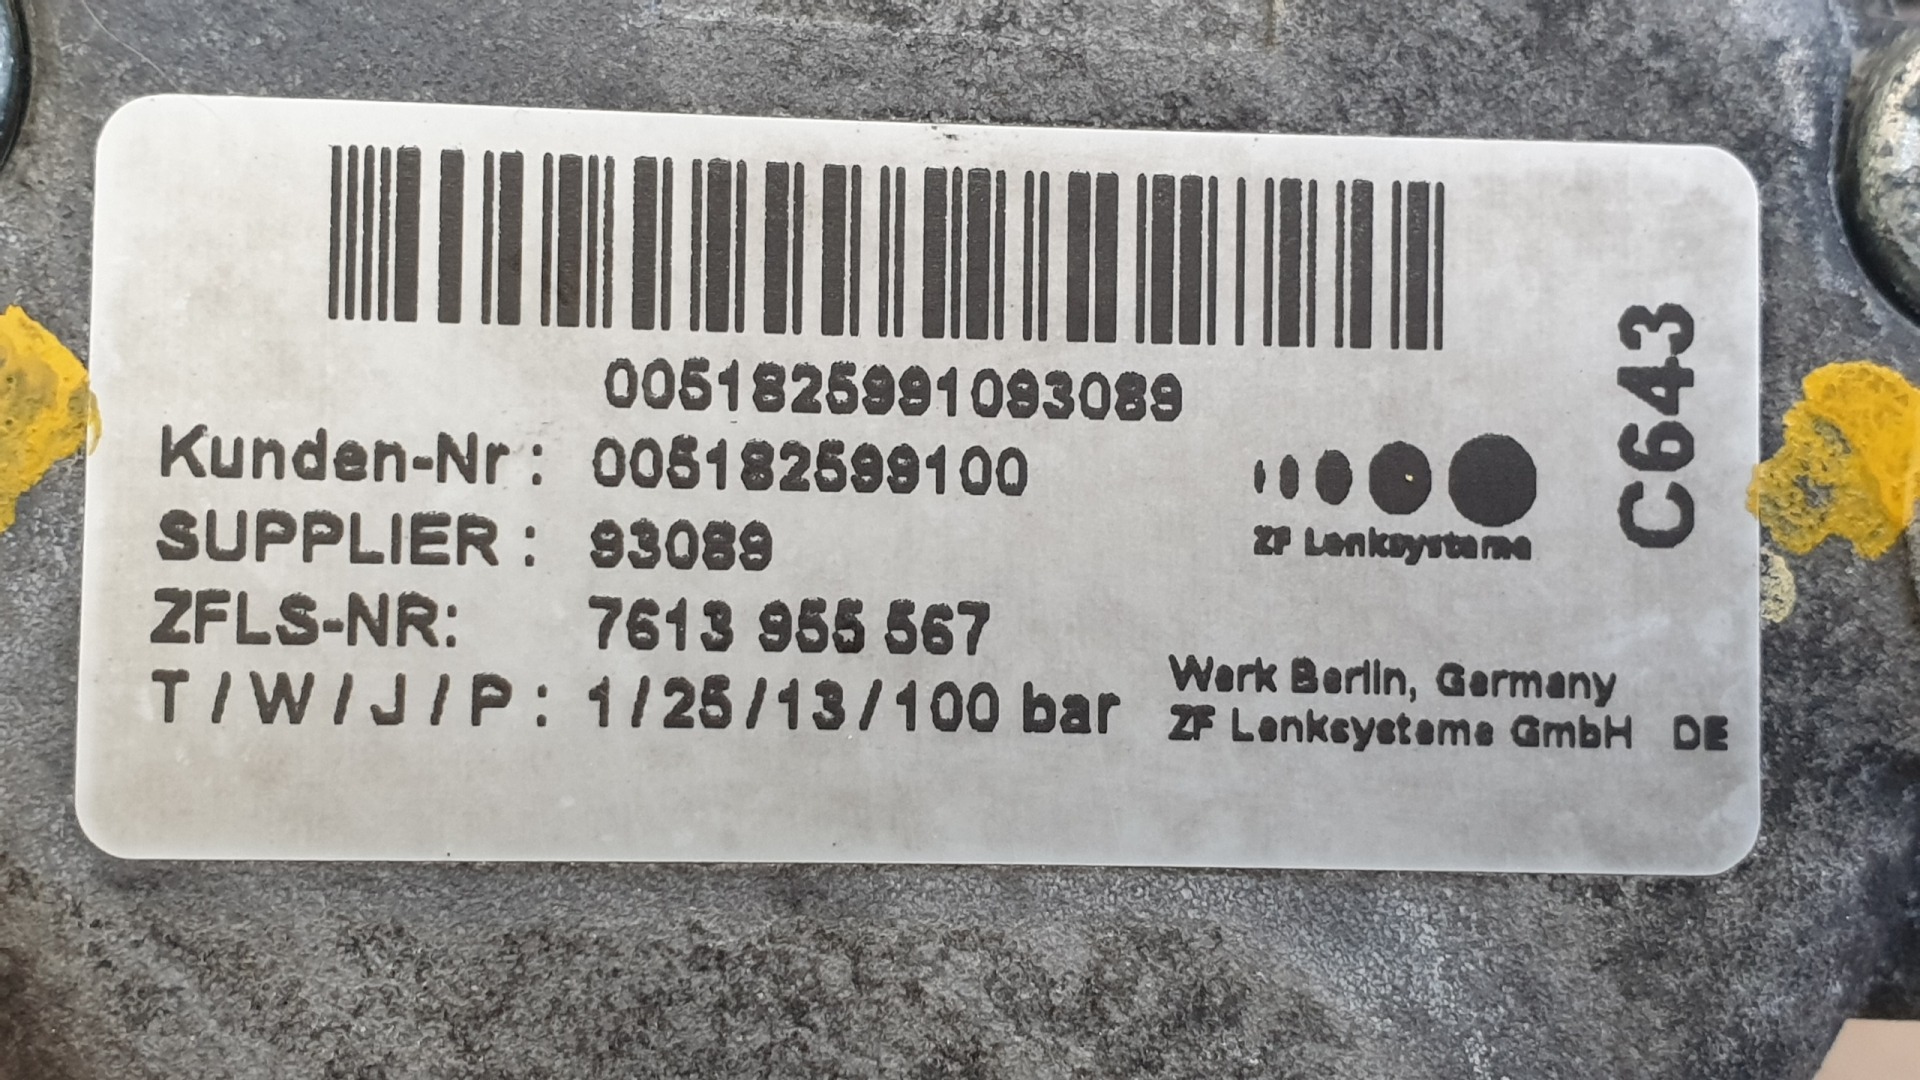 0051825991093089
Kunden-Nr : 005182599100
SUPPLIER : 93089
ZFLS-NR: 7613 955 567
T / W / J / P : 1 / 25 / 13 / 100 bar
ZF Lenksysteme
C643
Werk Berlin, Germany
ZF Lenksysteme GmbH DE